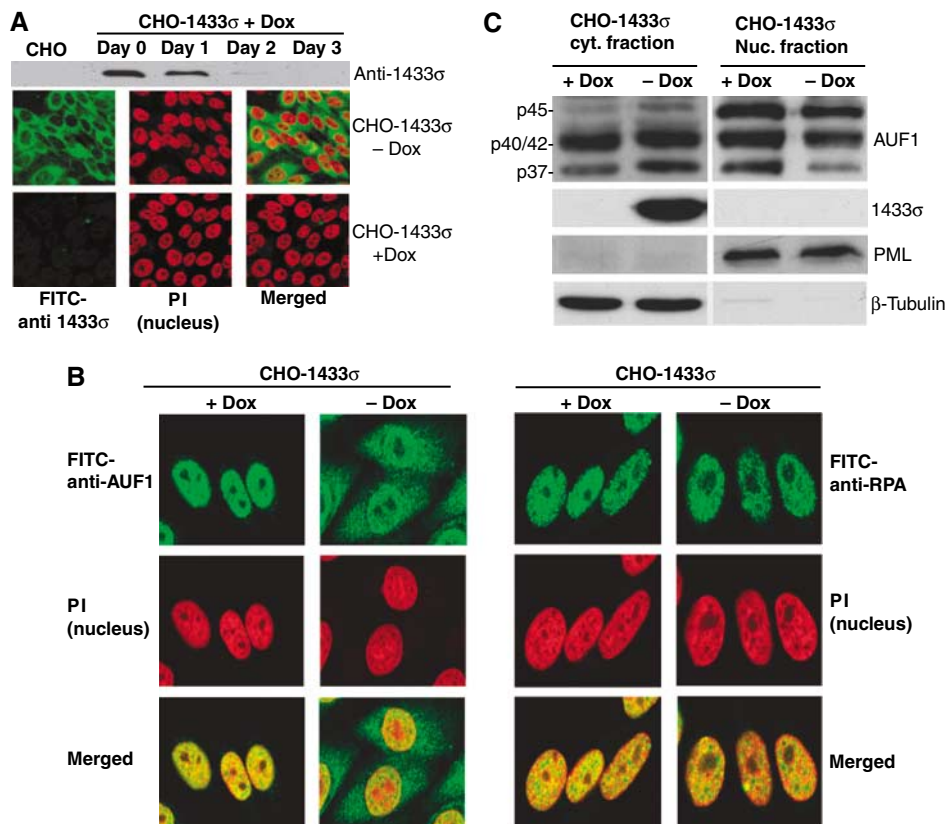 A
CHO-1433σ + Dox
CHO Day 0 Day 1 Day 2 Day 3
Anti-1433σ
CHO-1433σ
– Dox
CHO-1433σ
+Dox
FITC-
anti 1433σ
PI
(nucleus)
Merged
C
CHO-1433σ
cyt. fraction
CHO-1433σ
Nuc. fraction
+ Dox – Dox + Dox – Dox
p45-
p40/42-
p37-
AUF1
1433σ
PML
β-Tubulin
B
CHO-1433σ
+ Dox – Dox
FITC-
anti-AUF1
PI
(nucleus)
Merged
CHO-1433σ
+ Dox – Dox
FITC-
anti-RPA
PI
(nucleus)
Merged